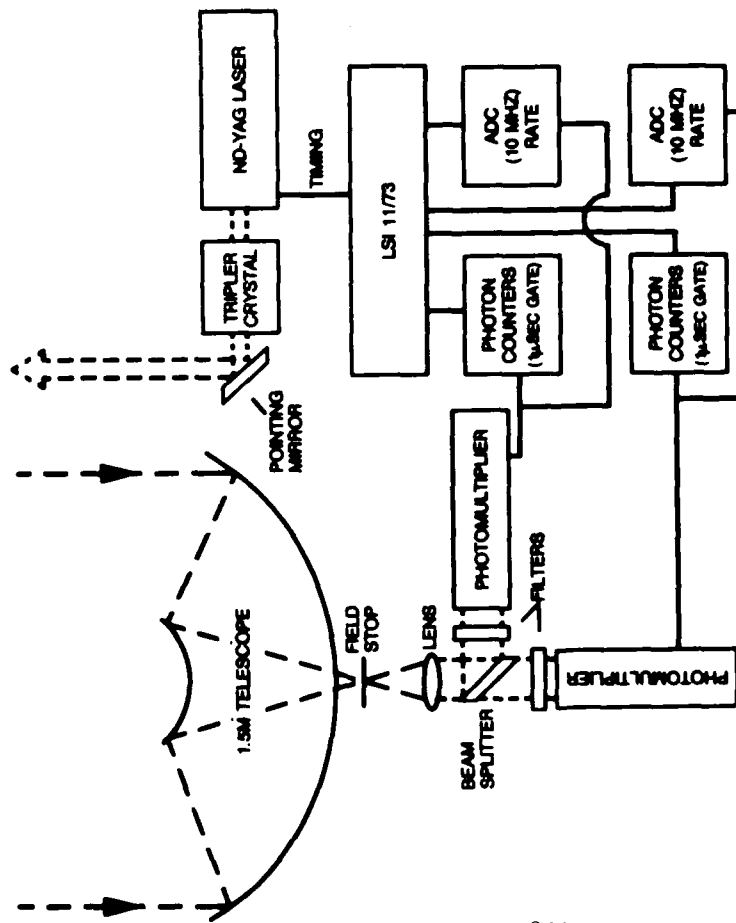 ND-YAG LASER
TRIPLER
CRYSTAL
POINTING
MIRROR
TIMING
LSI 11/73
ADC
(10 MHZ)
RATE
ADC
(10 MHZ)
RATE
PHOTON
COUNTERS
(1µSEC GATE)
PHOTON
COUNTERS
(1µSEC GATE)
1.5M TELESCOPE
FIELD
STOP
LENS
BEAM
SPLITTER
FILTERS
PHOTOMULTIPLIER
PHOTOMULTIPLIER